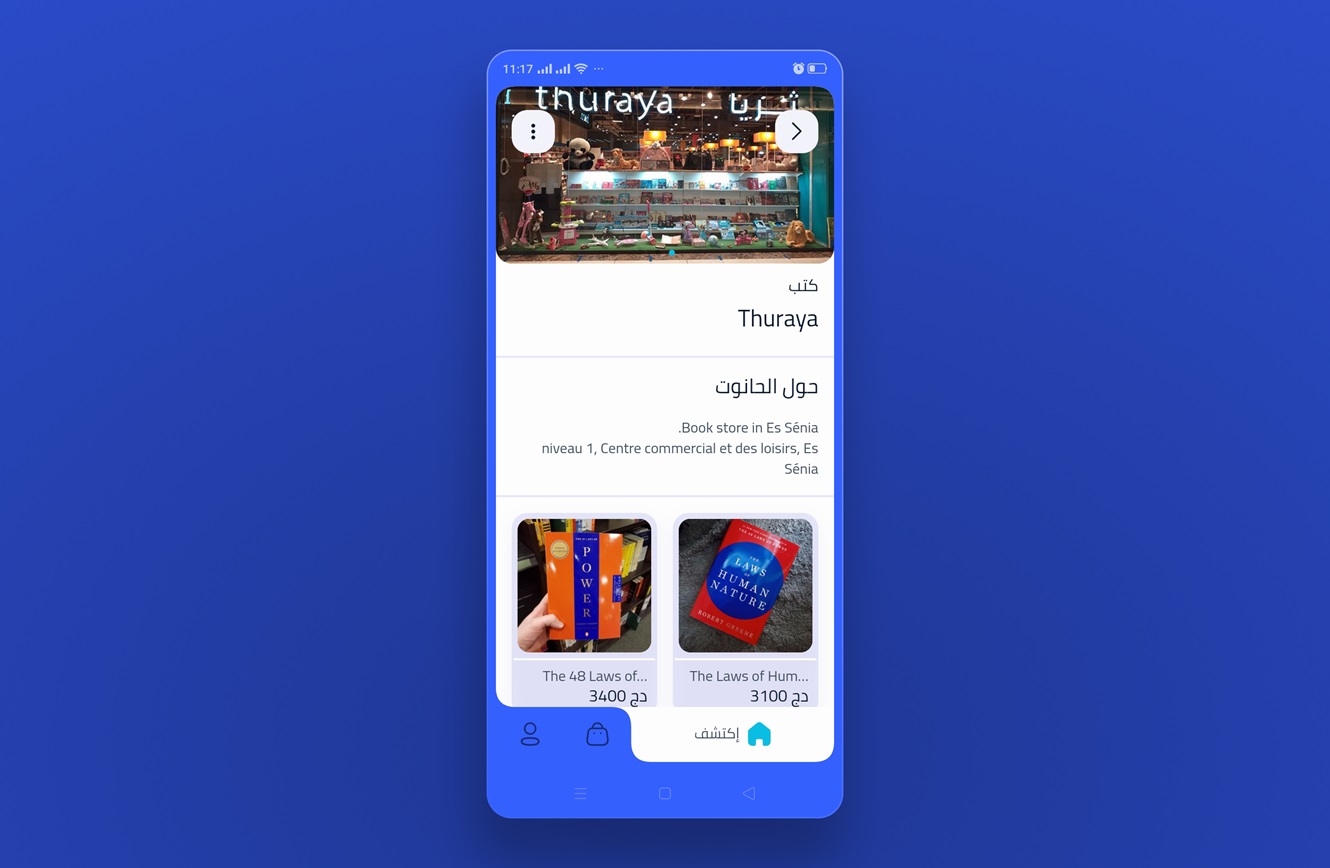 11:17
thuraya ثريا
كتب
Thuraya
حول الحانوت
Book store in Es Sénia.
niveau 1, Centre commercial et des loisirs, Es
Sénia
THE LAWS OF HUMAN NATURE
ROBERT GREENE
POWER
The Laws of Hum...
3100 دج
The 48 Laws of...
3400 دج
إكتشف